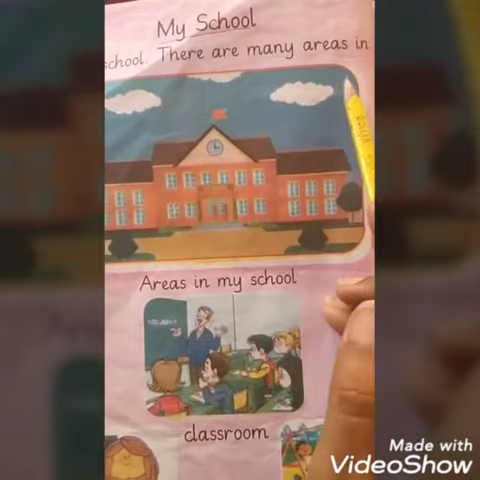 My School
school. There are many areas in
Areas in my school
classroom
Made with
VideoShow